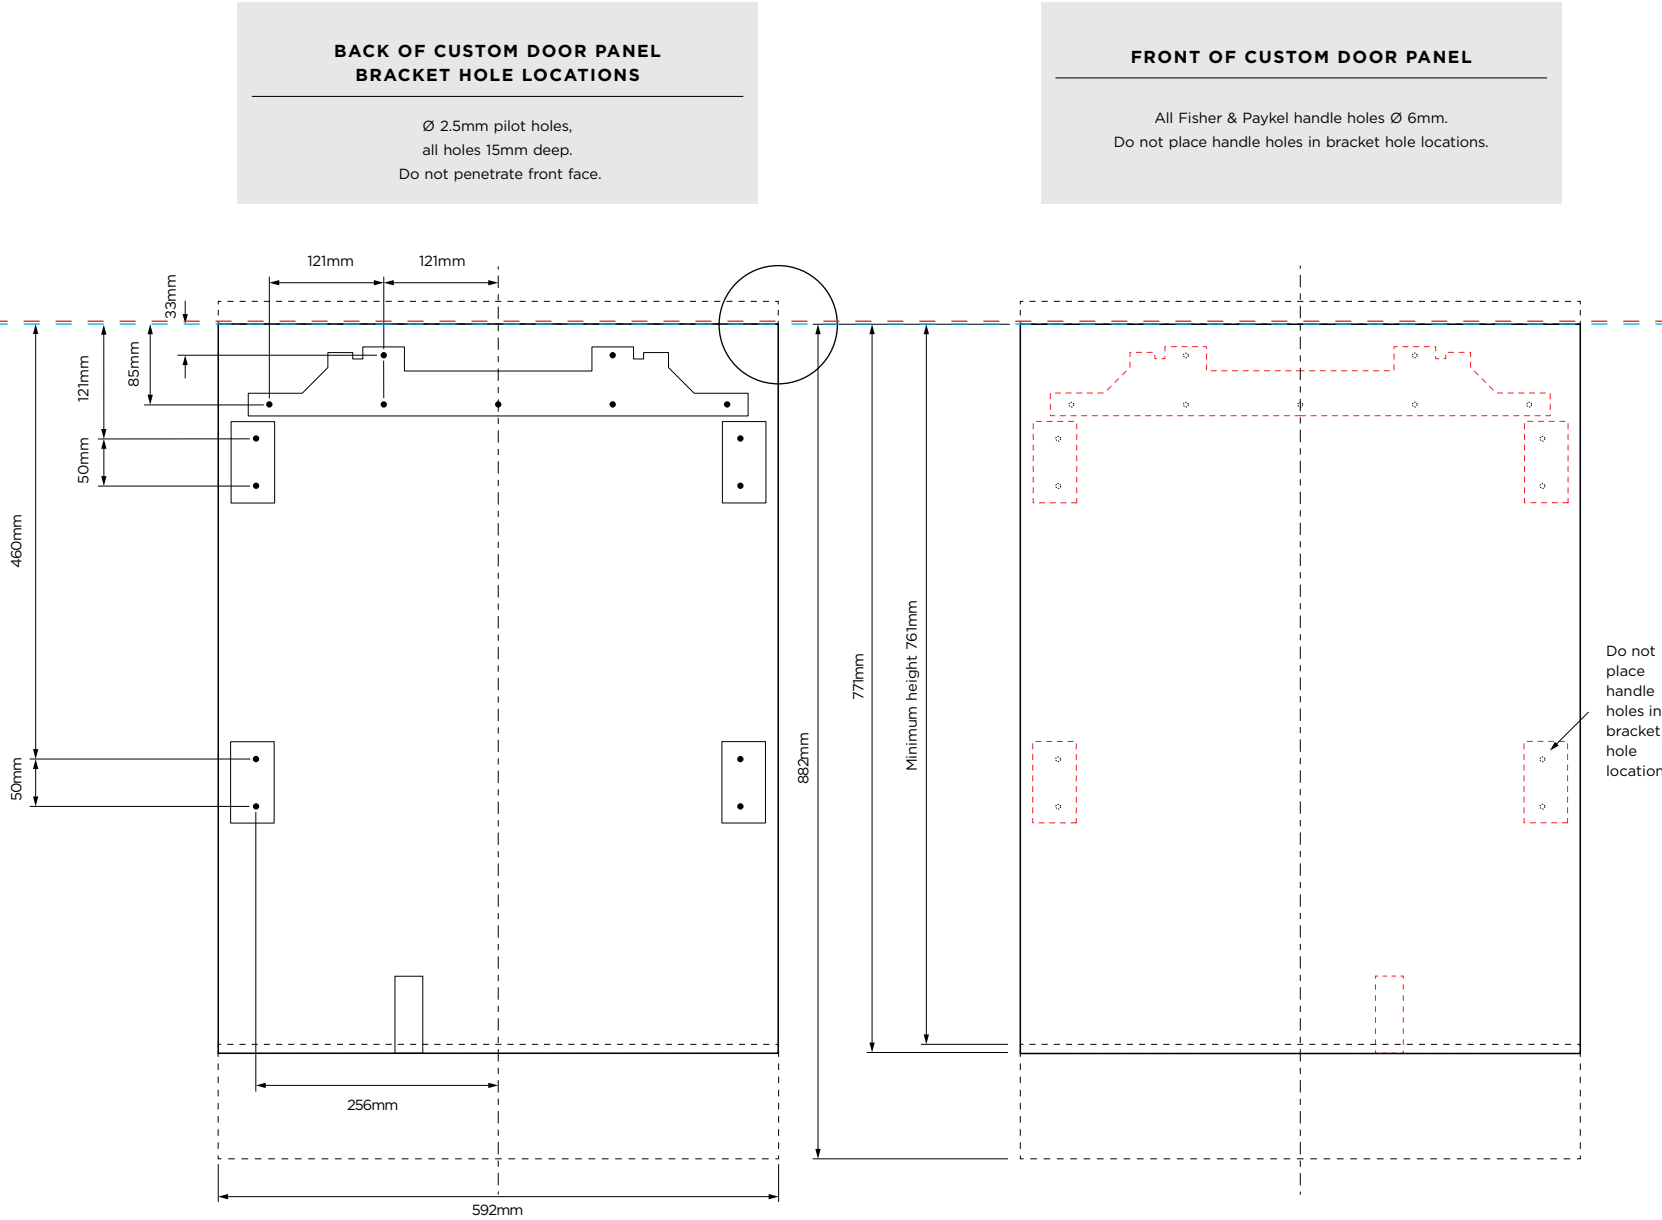 BACK OF CUSTOM DOOR PANEL
BRACKET HOLE LOCATIONS
Ø 2.5mm pilot holes,
all holes 15mm deep.
Do not penetrate front face.
FRONT OF CUSTOM DOOR PANEL
All Fisher & Paykel handle holes Ø 6mm.
Do not place handle holes in bracket hole locations.
121mm
121mm
33mm
85mm
121mm
50mm
460mm
50mm
256mm
592mm
882mm
771mm
Minimum height 761mm
Do not
place
handle
holes in
bracket
hole
location